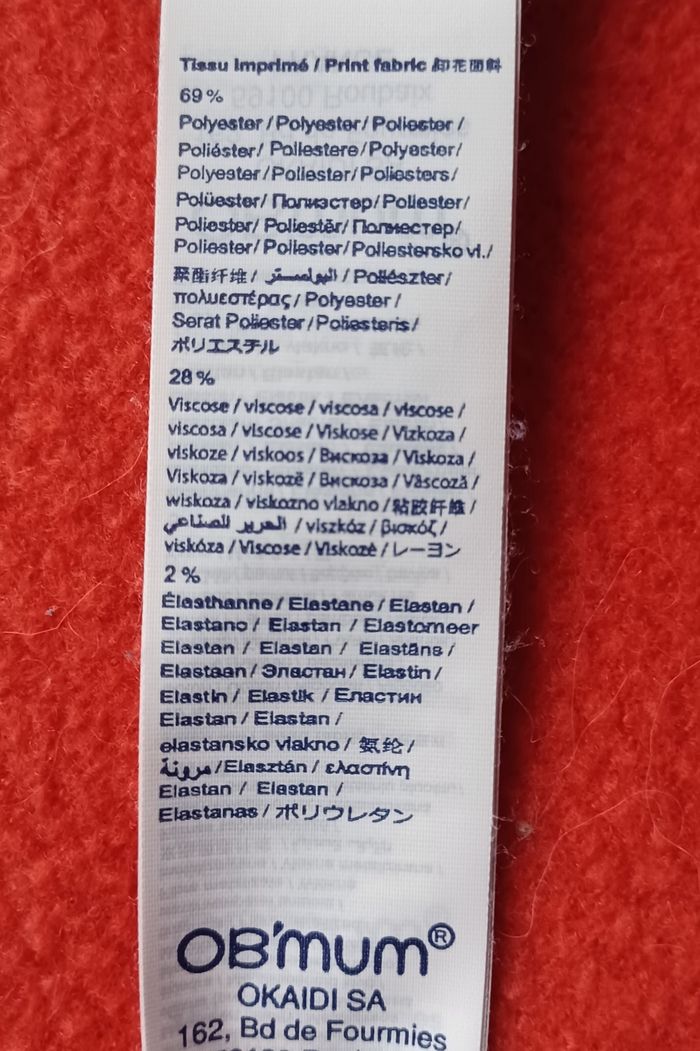 Tissu Imprimé / Print fabric 印花面料
69 %
Polyester / Polyester / Poliester /
Poliéster / Poliestere / Polyester /
Polyester / Poliester / Poliesters /
Polüester / Полиэстер / Poliester /
Poliester / Poliestĕr / Полиестер /
Poliester / Poliester / Poliestersko vl. /
聚酯纤维 / البوليستر / Poliészter /
πολυεστέρας / Polyester /
Serat Poliester / Poliesteris /
ポリエステル
28 %
Viscose / viscose / viscosa / viscose /
viscosa / viscose / Viskose / Vizkoza /
viskoze / viskoos / Вискоза / Viskoza /
Viskoza / viskoză / Вискоза / Vâscoză /
wiskoza / viskozno vlakno / 粘胶纤维 /
الحرير الصناعي / viszkóz / βισκόζ /
viskóza / Viscose / Viskozė / レーヨン
2 %
Élasthanne / Elastane / Elastan /
Elastano / Elastan / Elastomeer
Elastan / Elastan / Elastāns /
Elastaan / Эластан / Elastin /
Elastin / Elastik / Еластин
Elastan / Elastan /
elastansko vlakno / 氨纶 /
مرونة / Elasztán / ελαστίνη
Elastan / Elastan /
Elastanas / ポリウレタン
OB'mum®
OKAIDI SA
162, Bd de Fourmies